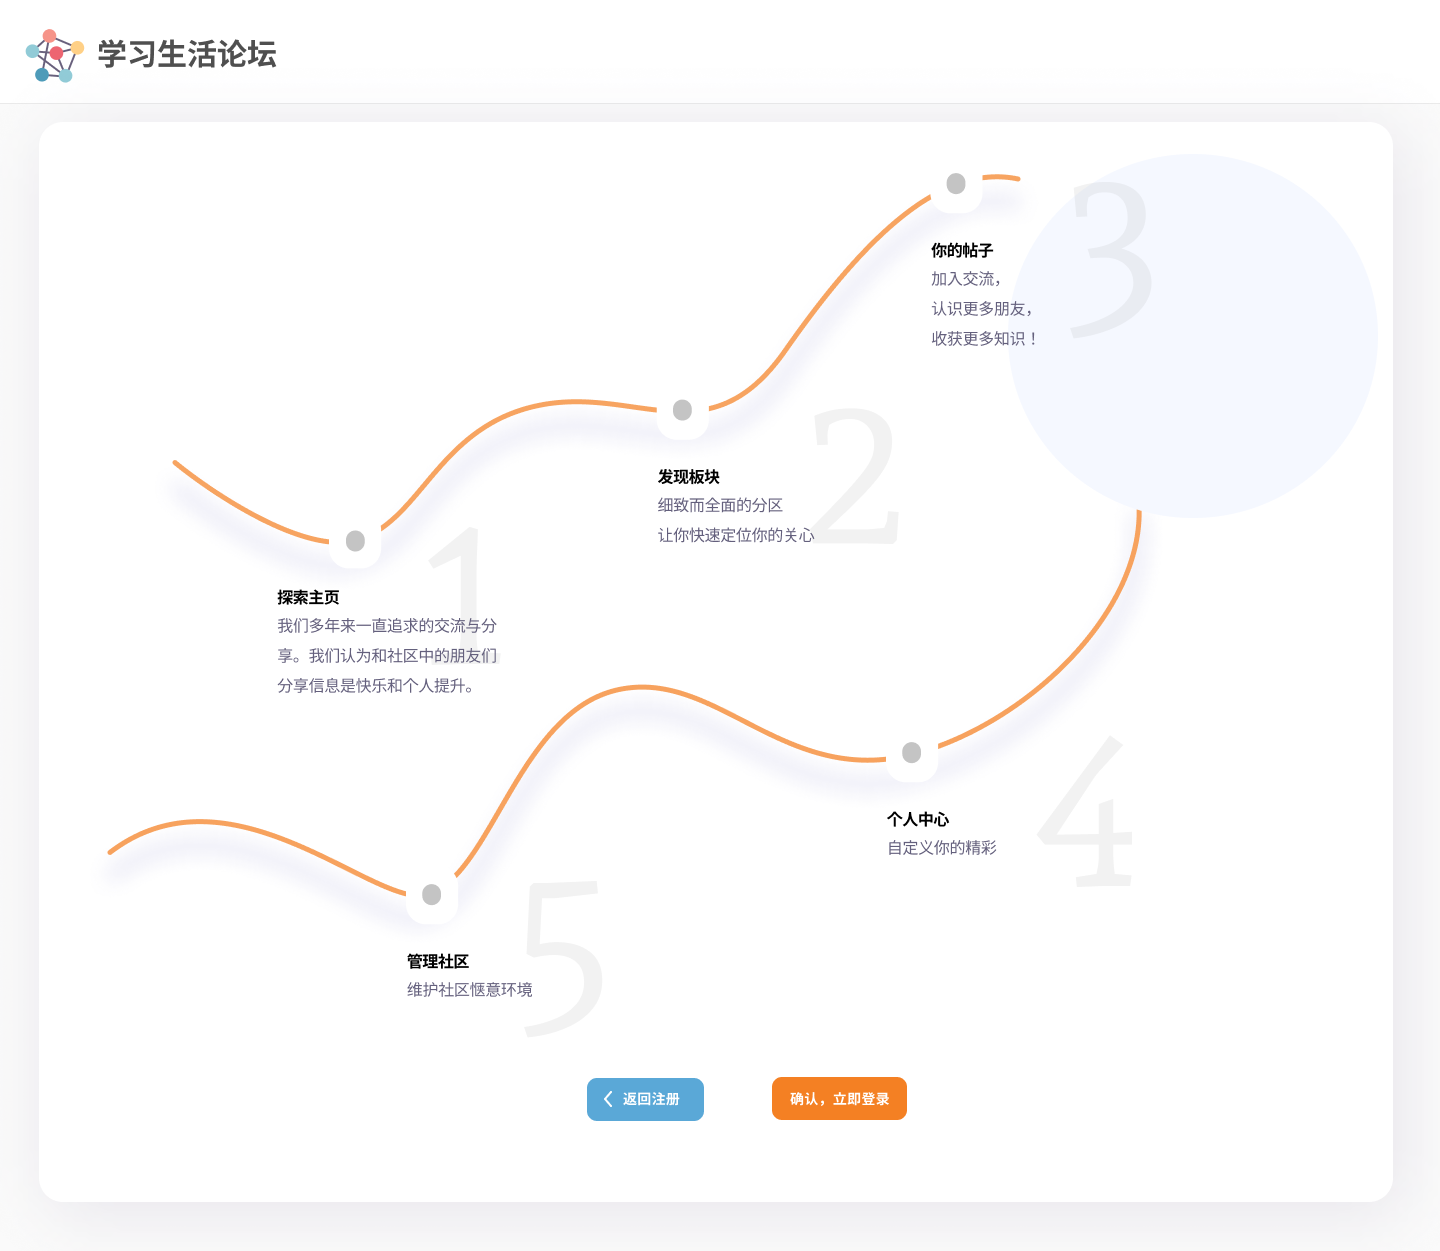 学习生活论坛
1
探索主页
我们多年来一直追求的交流与分
享。我们认为和社区中的朋友们
分享信息是快乐和个人提升。
2
发现板块
细致而全面的分区
让你快速定位你的关心
3
你的帖子
加入交流，
认识更多朋友，
收获更多知识！
4
个人中心
自定义你的精彩
5
管理社区
维护社区惬意环境
返回注册
确认，立即登录